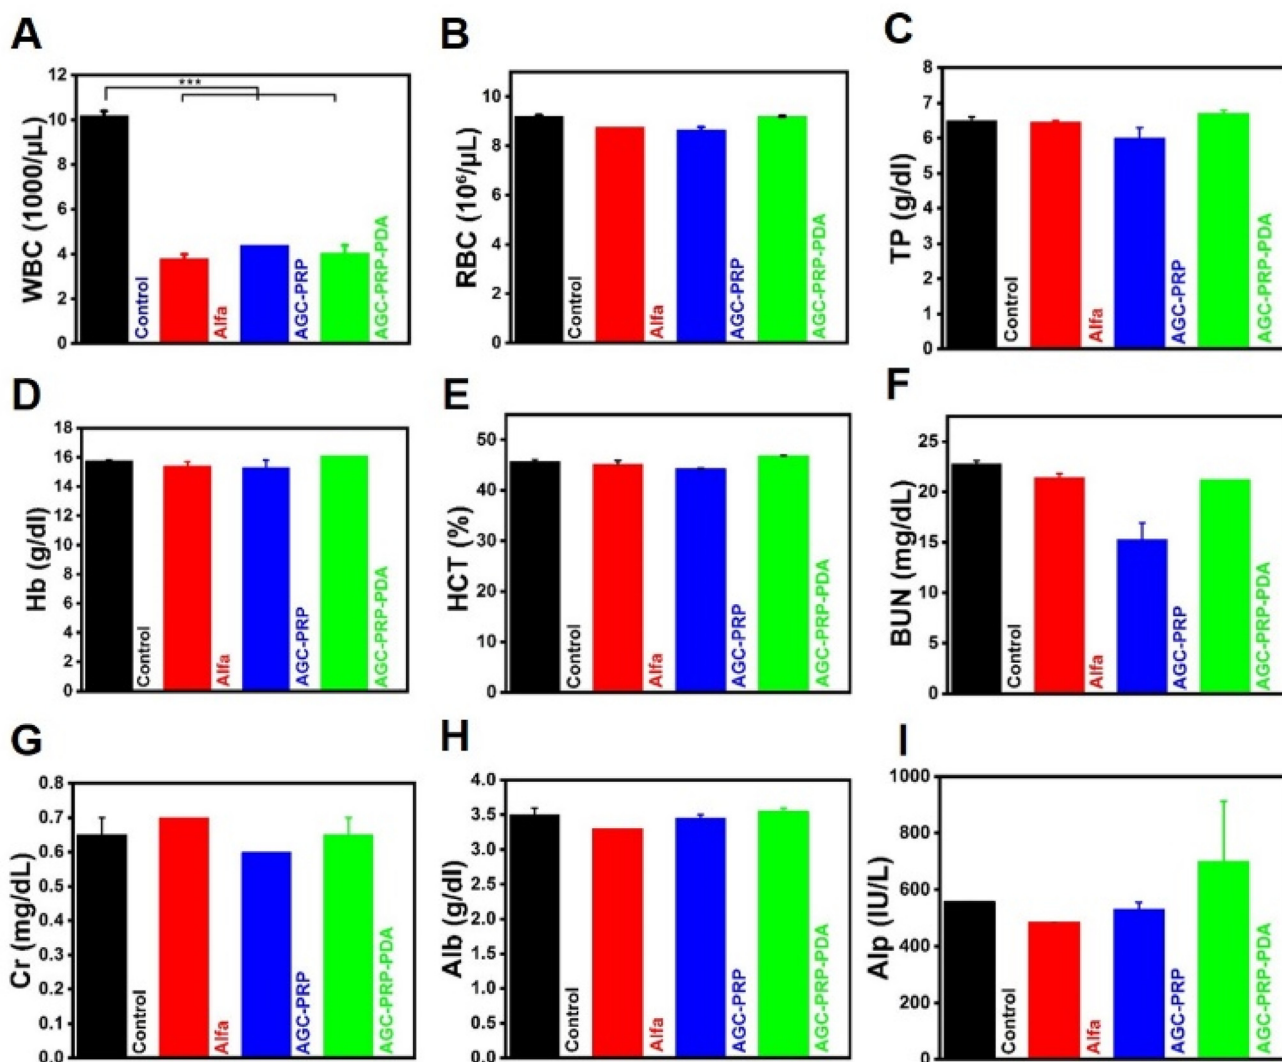 A
WBC (1000/µL)
12
10
8
6
4
2
0
***
Control
Alfa
AGC-PRP
AGC-PRP-PDA
B
RBC (10⁶/µL)
10
8
6
4
2
0
Control
Alfa
AGC-PRP
AGC-PRP-PDA
C
TP (g/dl)
8
7
6
5
4
3
2
1
0
Control
Alfa
AGC-PRP
AGC-PRP-PDA
D
Hb (g/dl)
18
16
14
12
10
8
6
4
2
0
Control
Alfa
AGC-PRP
AGC-PRP-PDA
E
HCT (%)
50
40
30
20
10
0
Control
Alfa
AGC-PRP
AGC-PRP-PDA
F
BUN (mg/dL)
25
20
15
10
5
0
Control
Alfa
AGC-PRP
AGC-PRP-PDA
G
Cr (mg/dL)
0.8
0.7
0.6
0.5
0.4
0.3
0.2
0.1
0.0
Control
Alfa
AGC-PRP
AGC-PRP-PDA
H
Alb (g/dl)
4.0
3.5
3.0
2.5
2.0
1.5
1.0
0.5
0.0
Control
Alfa
AGC-PRP
AGC-PRP-PDA
I
Alp (IU/L)
1000
800
600
400
200
0
Control
Alfa
AGC-PRP
AGC-PRP-PDA